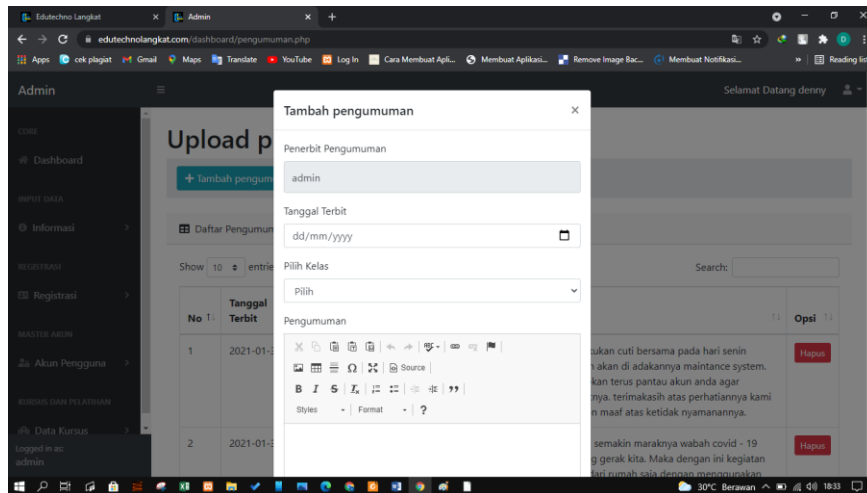 Edutechno Langkat
Admin
edutechnolangkat.com/dashboard/pengumuman.php
Apps
cek plagiat
Gmail
Maps
Translate
YouTube
Log In
Cara Membuat Apli...
Membuat Aplikasi...
Remove Image Bac...
Membuat Notifikasi...
Reading list
Admin
Selamat Datang denny
CORE
Dashboard
INPUT DATA
Informasi
REGISTRASI
Registrasi
MASTER AKUN
Akun Pengguna
KURSUS DAN PELATIHAN
Data Kursus
Logged in as:
admin
Upload p
+ Tambah pengum
Daftar Pengumun
Show 10 entrie
Search:
No Tanggal Terbit Opsi
1 2021-01-3
ukan cuti bersama pada hari senin
akan di adakannya maintance system.
kan terus pantau akun anda agar
nya. terimakasih atas perhatiannya kami
n maaf atas ketidak nyamanannya.
Hapus
2 2021-01-3
semakin maraknya wabah covid - 19
g gerak kita. Maka dengan ini kegiatan
dari rumah saja dengan menggunakan
Hapus
Tambah pengumuman ×
Penerbit Pengumuman
admin
Tanggal Terbit
dd/mm/yyyy
Pilih Kelas
Pilih
Pengumuman
Source
B I S Ix
Styles Format ?
30°C Berawan 18:33